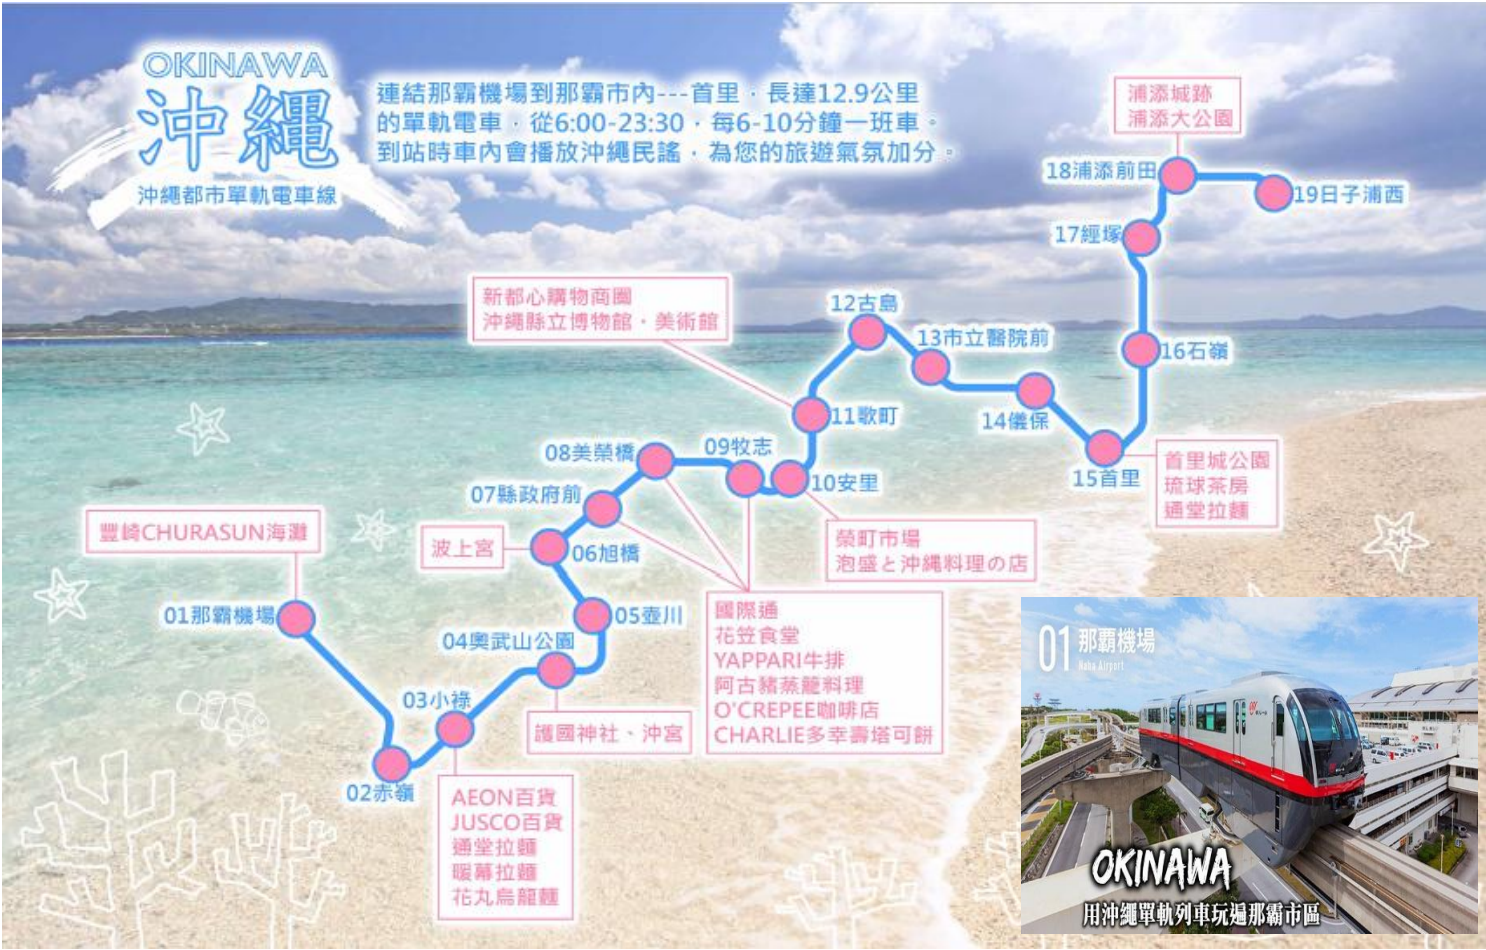 OKINAWA
沖縄
沖繩都市單軌電車線
連結那霸機場到那霸市內---首里．長達12.9公里
的單軌電車．從6:00-23:30．每6-10分鐘一班車。
到站時車內會播放沖繩民謠．為您的旅遊氣氛加分。
浦添城跡
浦添大公園
18浦添前田
19日子浦西
17經塚
新都心購物商圈
沖繩縣立博物館．美術館
12古島
13市立醫院前
16石嶺
11歌町
14儀保
15首里
首里城公園
琉球茶房
通堂拉麵
08美榮橋
09牧志
10安里
07縣政府前
榮町市場
泡盛と沖縄料理の店
豐崎CHURASUN海灘
波上宮
06旭橋
01那霸機場
05壺川
04奧武山公園
國際通
花笠食堂
YAPPARI牛排
阿古豬蒸籠料理
O'CREPEE咖啡店
CHARLIE多幸壽塔可餅
03小祿
護國神社、沖宮
02赤嶺
AEON百貨
JUSCO百貨
通堂拉麵
暖幕拉麵
花丸烏龍麵
01 那霸機場
Naha Airport
OKINAWA
用沖繩單軌列車玩遍那霸市區